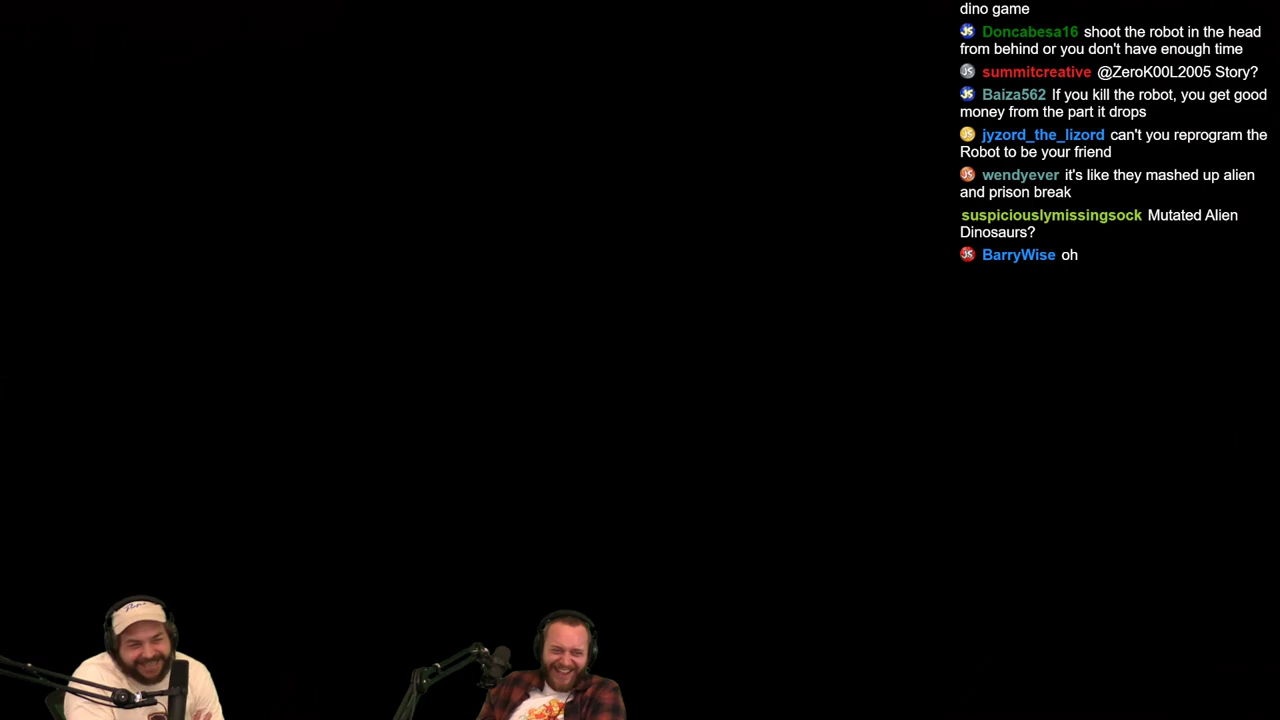 dino game
Doncabesa16 shoot the robot in the head
from behind or you don't have enough time
summitcreative @ZeroK00L2005 Story?
Baiza562 If you kill the robot, you get good
money from the part it drops
jyzord_the_lizord can't you reprogram the
Robot to be your friend
wendyever it's like they mashed up alien
and prison break
suspiciouslymissingsock Mutated Alien
Dinosaurs?
BarryWise oh